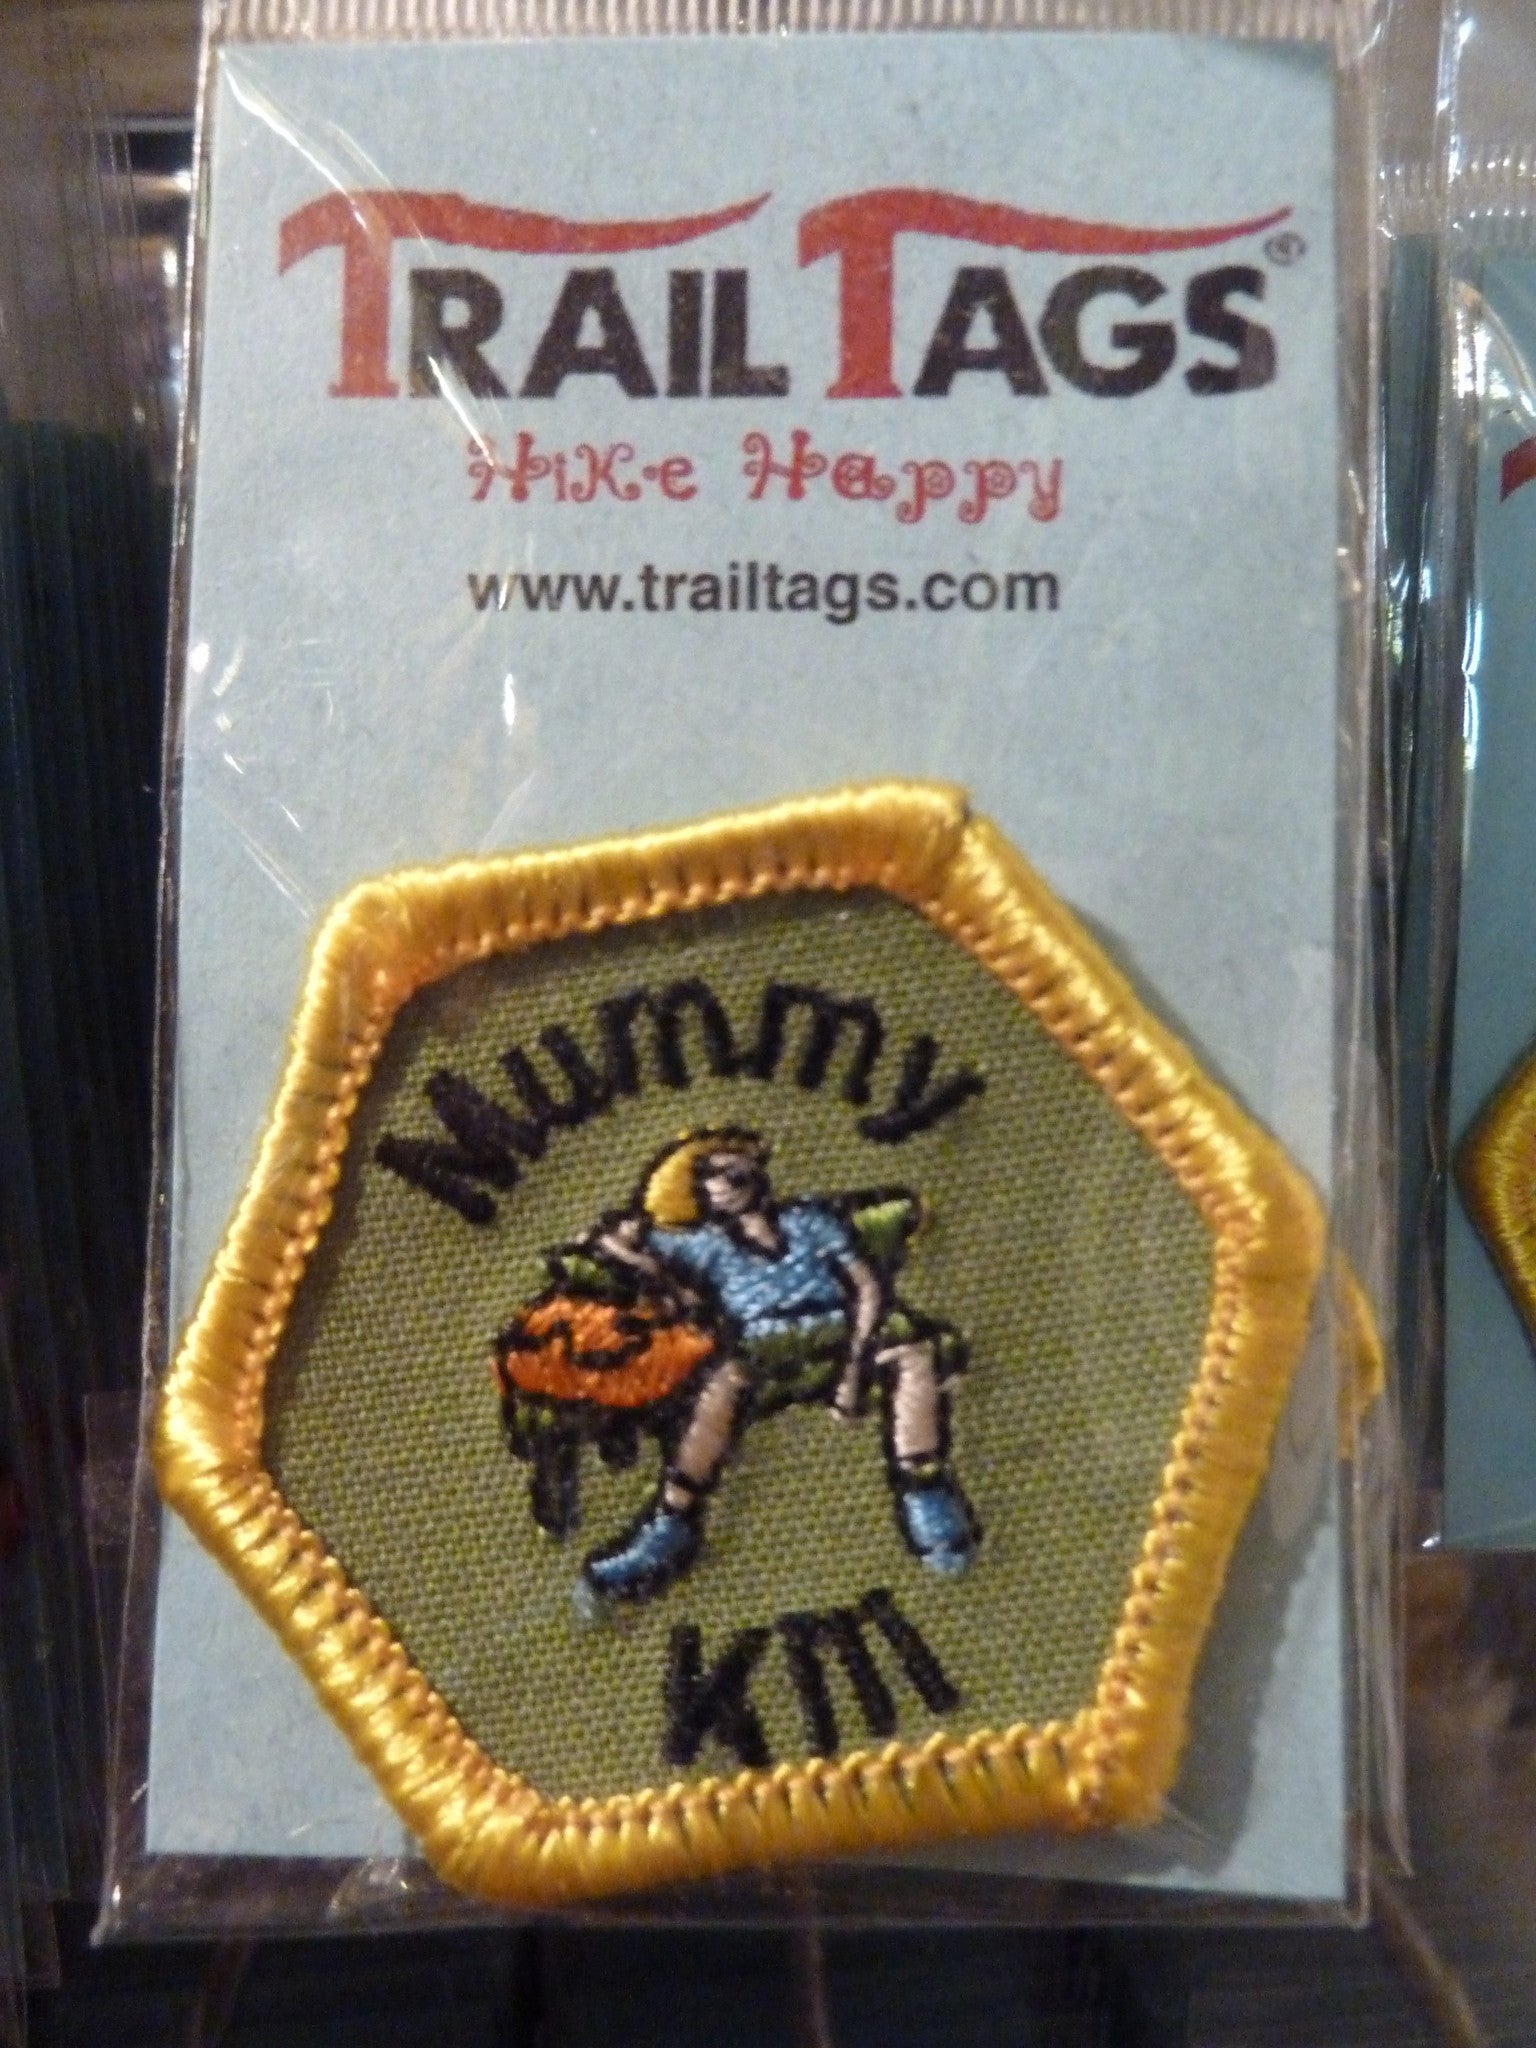 TRAIL TAGS®
Hike Happy
www.trailtags.com
Mummy
km